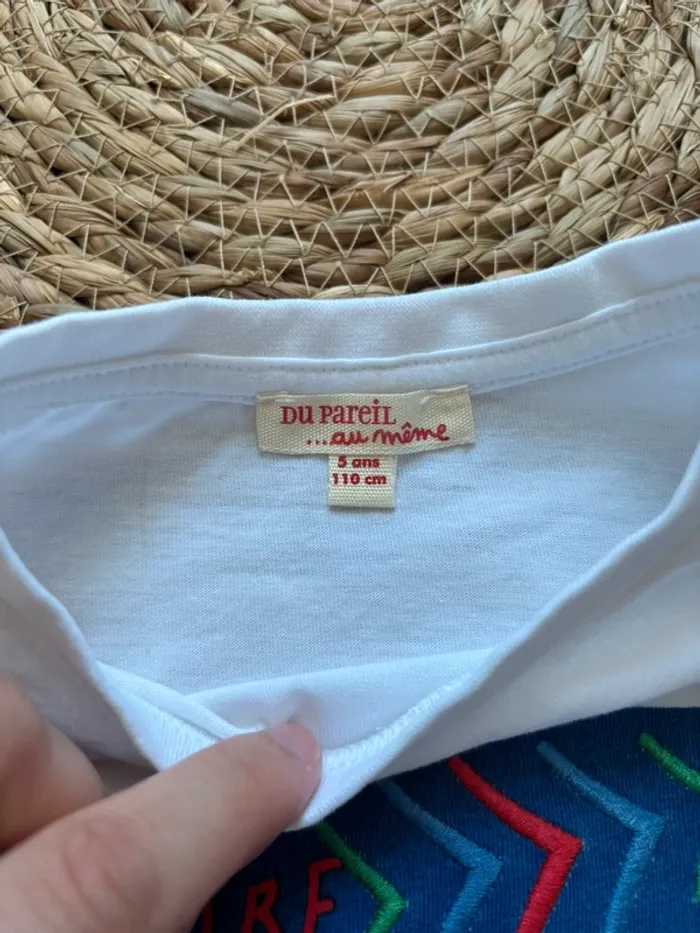 DU PAREIL
...au même
5 ans
110 cm